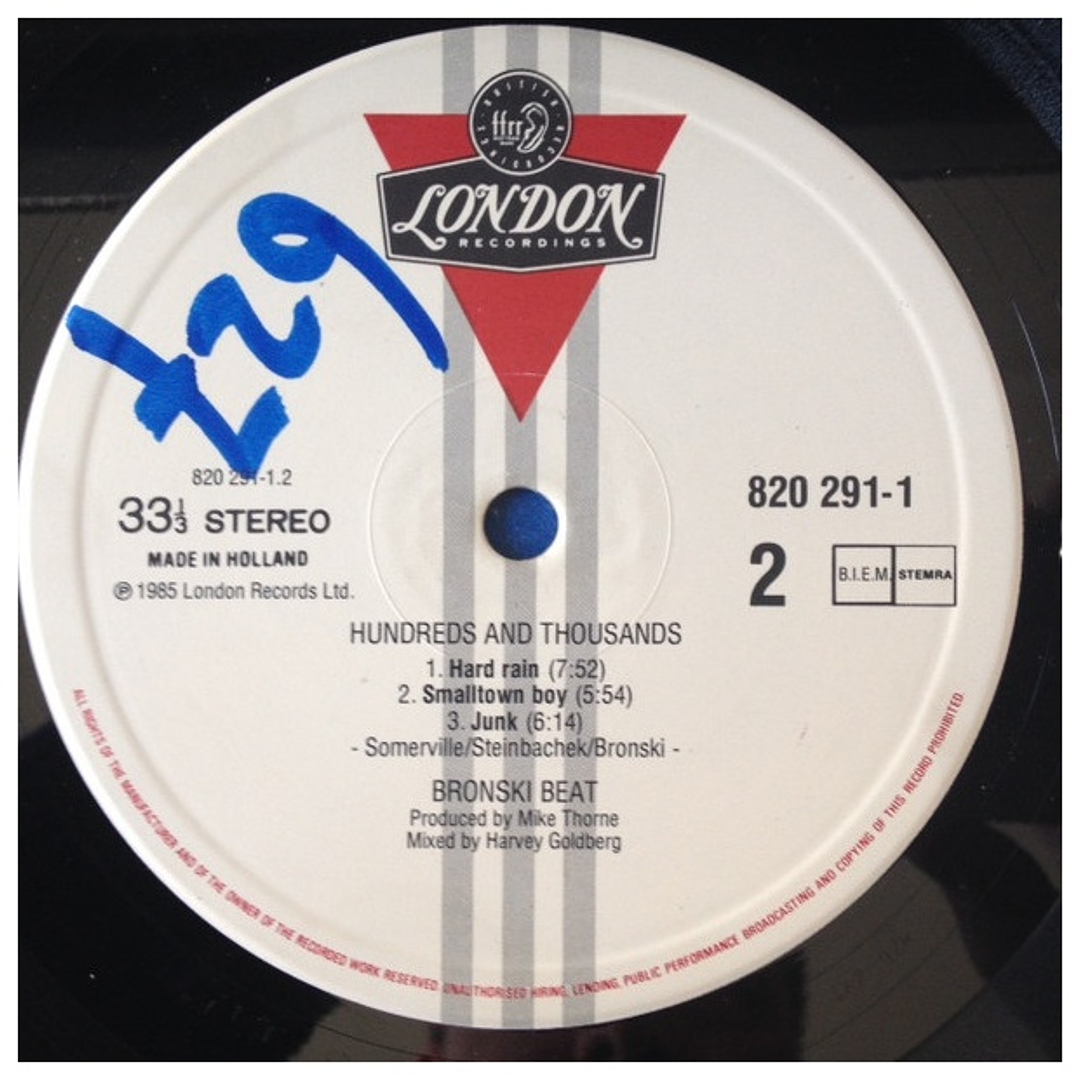 BRITISH RECORDINGS
ffrr
LONDON
RECORDINGS
£29
820 291-1.2
33⅓ STEREO
MADE IN HOLLAND
℗ 1985 London Records Ltd.
820 291-1
2
B.I.E.M. STEMRA
HUNDREDS AND THOUSANDS
1. Hard rain (7:52)
2. Smalltown boy (5:54)
3. Junk (6:14)
- Somerville/Steinbachek/Bronski -
BRONSKI BEAT
Produced by Mike Thorne
Mixed by Harvey Goldberg
ALL RIGHTS OF THE MANUFACTURER AND OF THE OWNER OF THE RECORDED WORK RESERVED. UNAUTHORISED HIRING, LENDING, PUBLIC PERFORMANCE BROADCASTING AND COPYING OF THIS RECORD PROHIBITED.